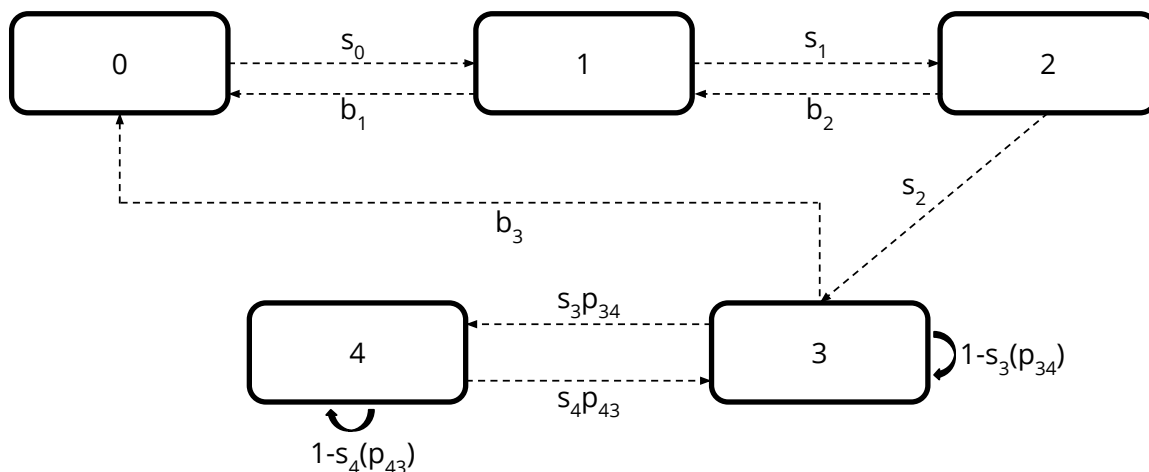 0
s₀
1
s₁
2
b₁
b₂
s₂
b₃
4
s₃p₃₄
3
1-s₃(p₃₄)
s₄p₄₃
1-s₄(p₄₃)